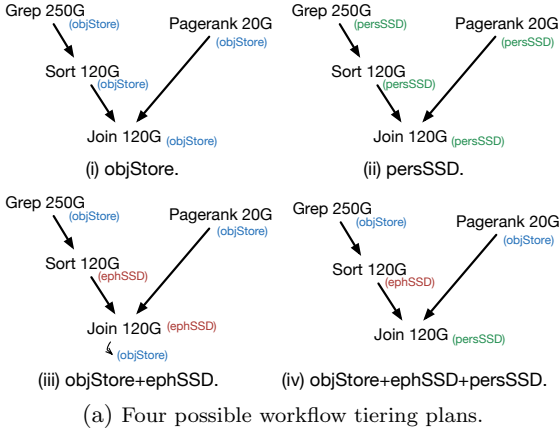 Grep 250G
(objStore)
Pagerank 20G
(objStore)
Sort 120G
(objStore)
Join 120G (objStore)
(i) objStore.
Grep 250G
(persSSD)
Pagerank 20G
(persSSD)
Sort 120G
(persSSD)
Join 120G (persSSD)
(ii) persSSD.
Grep 250G
(objStore)
Pagerank 20G
(objStore)
Sort 120G
(ephSSD)
Join 120G (ephSSD)
(objStore)
(iii) objStore+ephSSD.
Grep 250G
(objStore)
Pagerank 20G
(objStore)
Sort 120G
(ephSSD)
Join 120G (persSSD)
(iv) objStore+ephSSD+persSSD.
(a) Four possible workflow tiering plans.